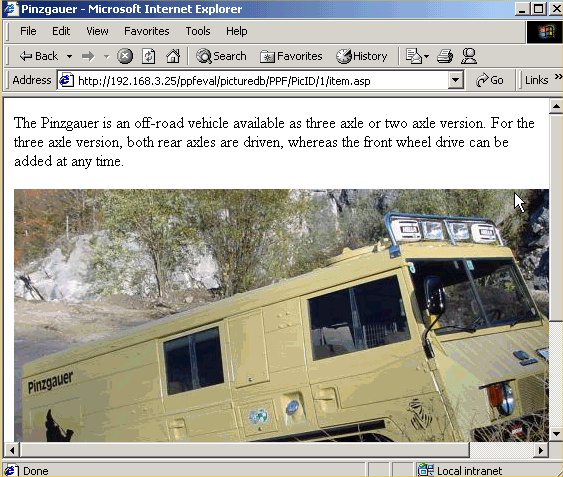 Pinzgauer - Microsoft Internet Explorer
File Edit View Favorites Tools Help
Back Search Favorites History
Address http://192.168.3.25/ppfeval/picturedb/PPF/PicID/1/item.asp Go Links »
The Pinzgauer is an off-road vehicle available as three axle or two axle version. For the
three axle version, both rear axles are driven, whereas the front wheel drive can be
added at any time.
HELLA HELLA
Pinzgauer
Done Local intranet